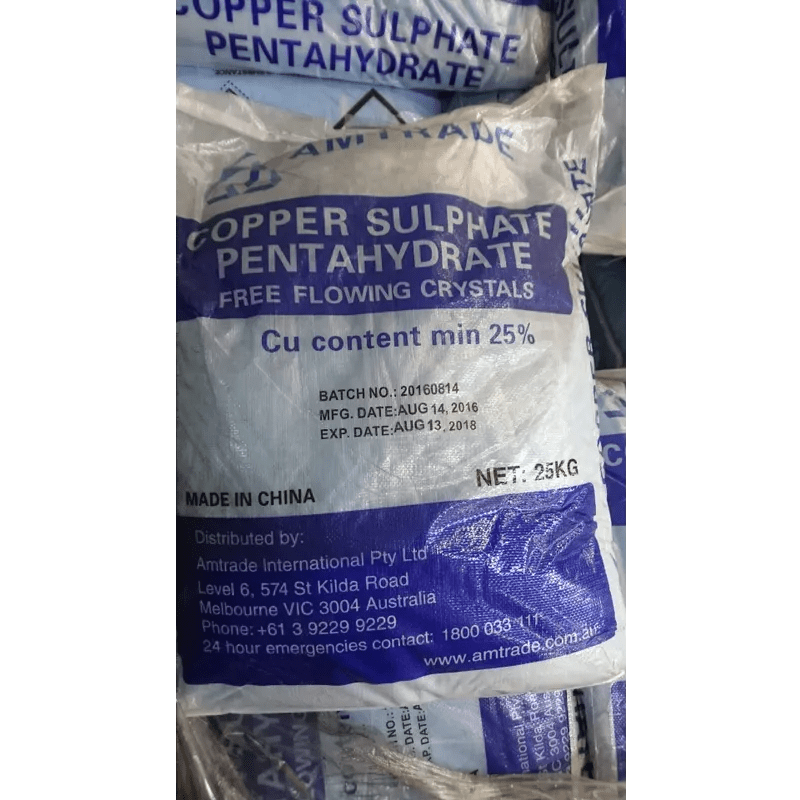 COPPER SULPHATE
PENTAHYDRATE
AMTRADE
COPPER SULPHATE
PENTAHYDRATE
FREE FLOWING CRYSTALS
Cu content min 25%
BATCH NO.: 20160814
MFG. DATE:AUG 14, 2016
EXP. DATE:AUG 13, 2018
NET: 25KG
MADE IN CHINA
Distributed by:
Amtrade International Pty Ltd
Level 6, 574 St Kilda Road
Melbourne VIC 3004 Australia
Phone: +61 3 9229 9229
24 hour emergencies contact: 1800 033 111
www.amtrade.com.au